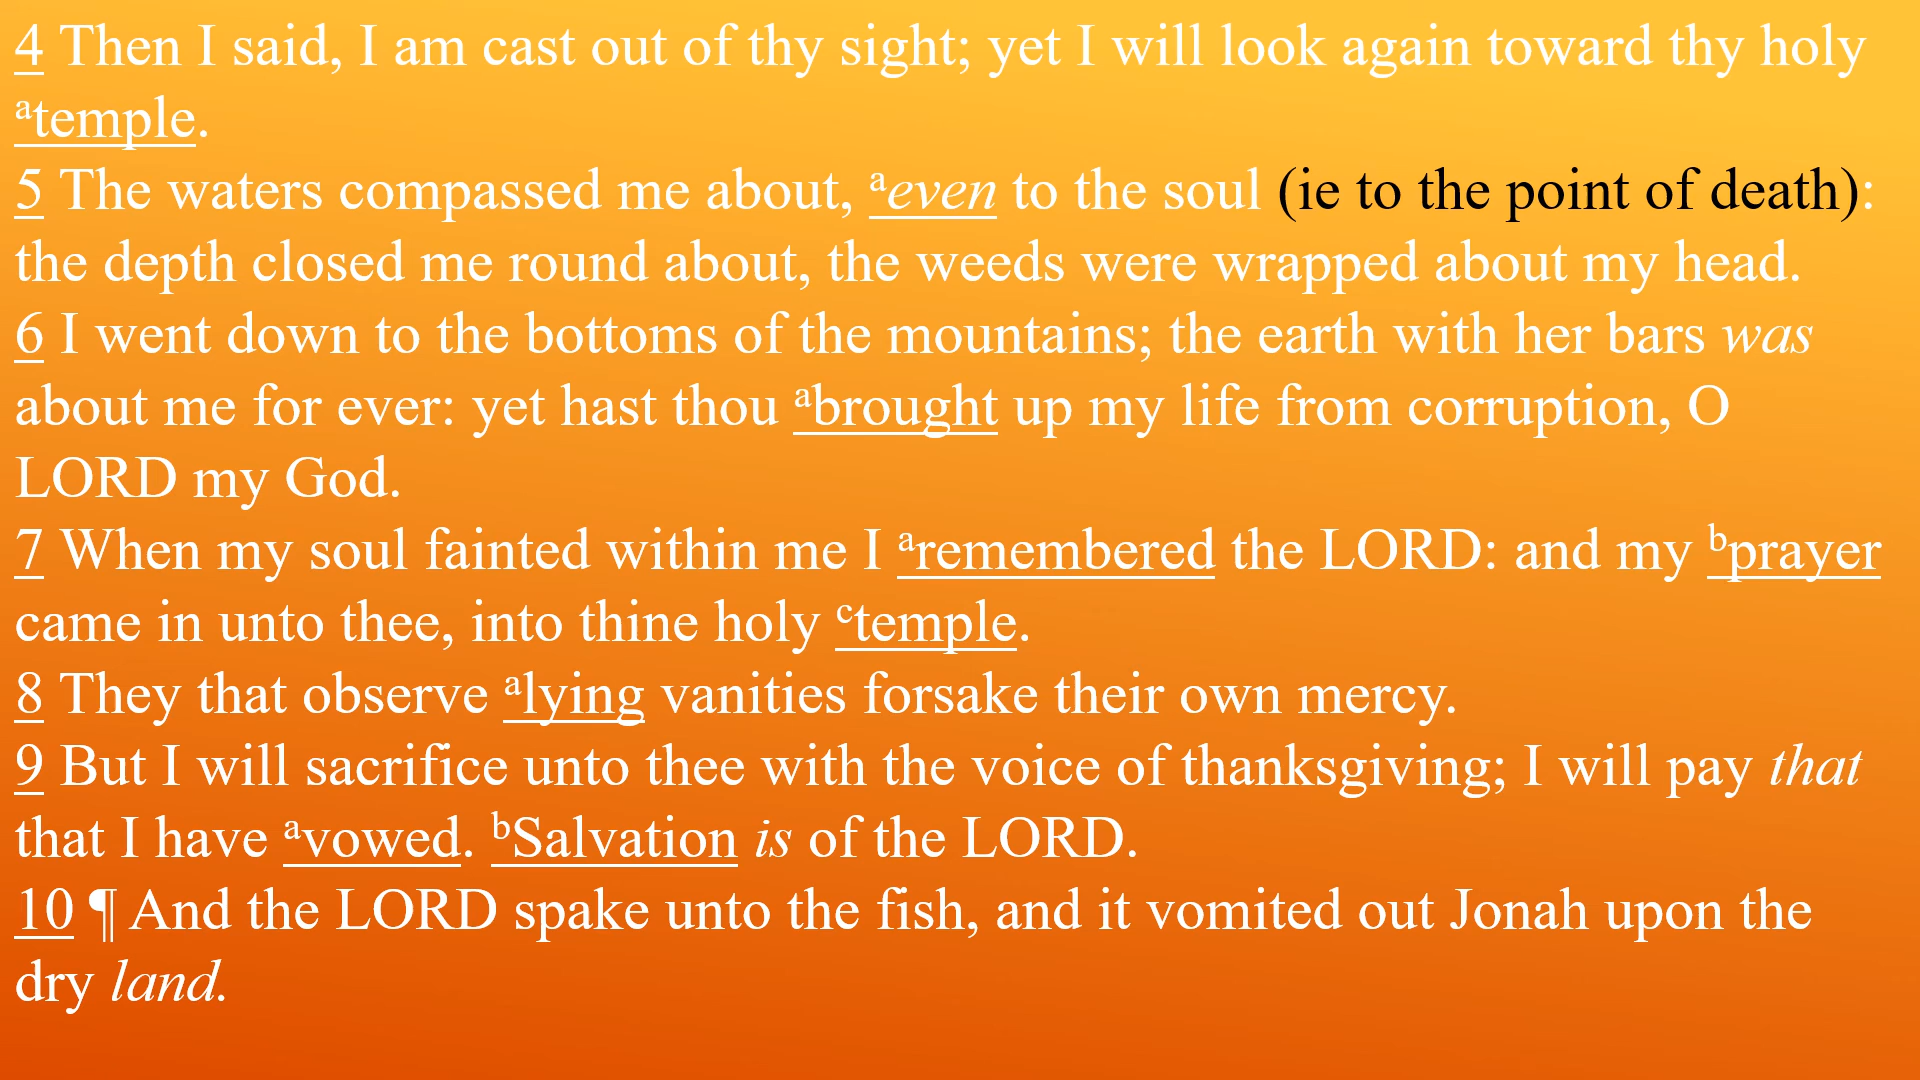 4 Then I said, I am cast out of thy sight; yet I will look again toward thy holy
atemple.
5 The waters compassed me about, aeven to the soul (ie to the point of death):
the depth closed me round about, the weeds were wrapped about my head.
6 I went down to the bottoms of the mountains; the earth with her bars was
about me for ever: yet hast thou abrought up my life from corruption, O
LORD my God.
7 When my soul fainted within me I aremembered the LORD: and my bprayer
came in unto thee, into thine holy ctemple.
8 They that observe alying vanities forsake their own mercy.
9 But I will sacrifice unto thee with the voice of thanksgiving; I will pay that
that I have avowed. bSalvation is of the LORD.
10 ¶ And the LORD spake unto the fish, and it vomited out Jonah upon the
dry land.